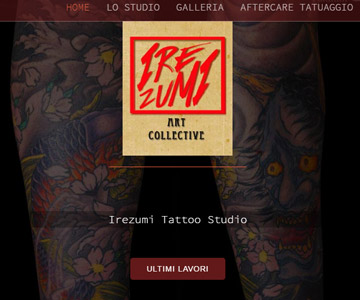 HOME LO STUDIO GALLERIA AFTERCARE TATUAGGIO
IRE
ZUMI
ART
COLLECTIVE
Irezumi Tattoo Studio
ULTIMI LAVORI